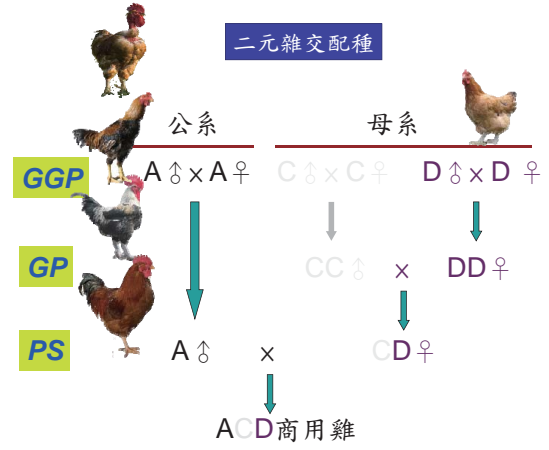 二元雜交配種
公系 母系
GGP A♂ x A♀ C♂ x C♀ D♂ x D♀
GP CC♂ x DD♀
PS A♂ x CD♀
ACD商用雞